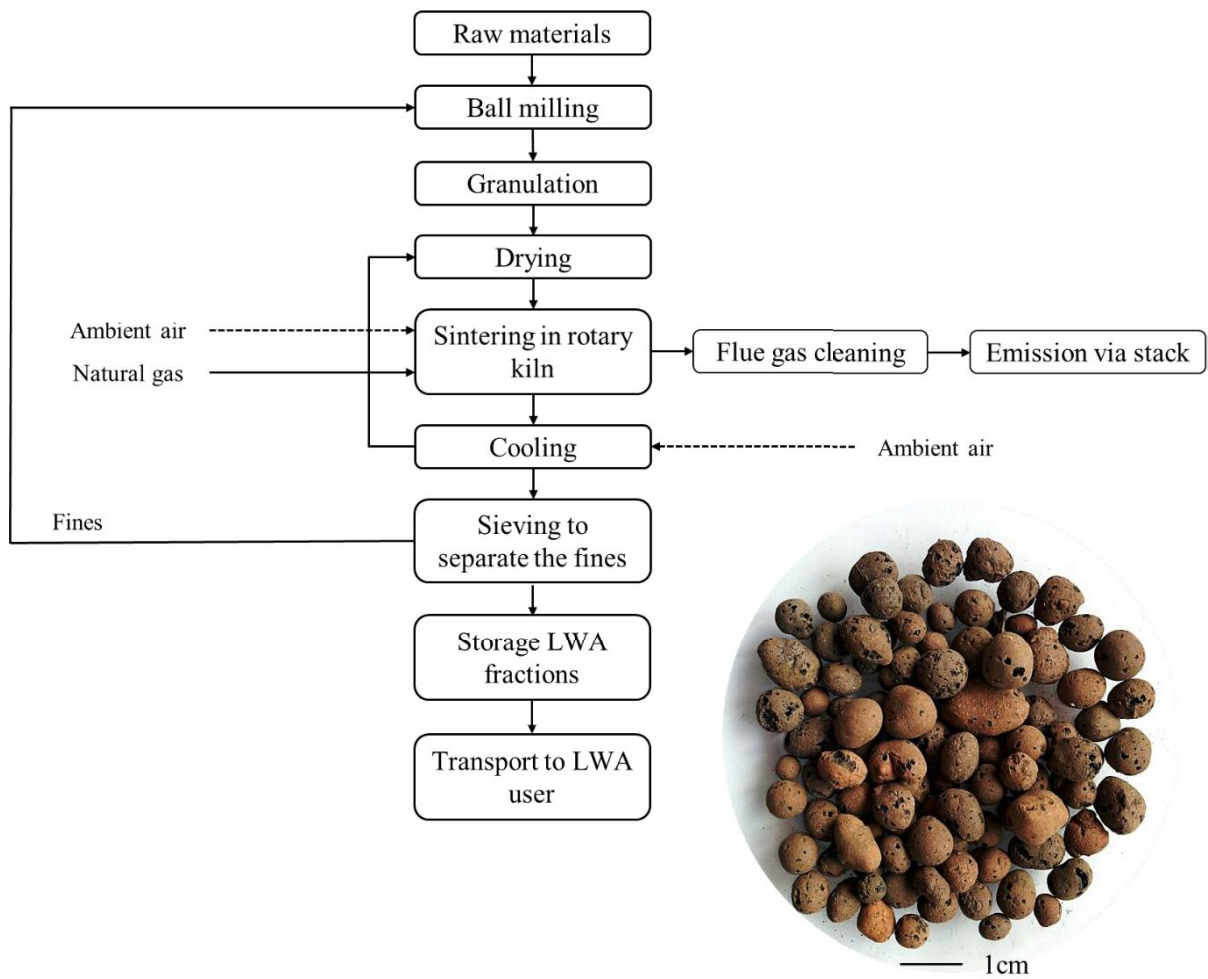 Raw materials
Ball milling
Granulation
Drying
Ambient air
Natural gas
Sintering in rotary
kiln
Flue gas cleaning
Emission via stack
Cooling
Ambient air
Fines
Sieving to
separate the fines
Storage LWA
fractions
Transport to LWA
user
1cm